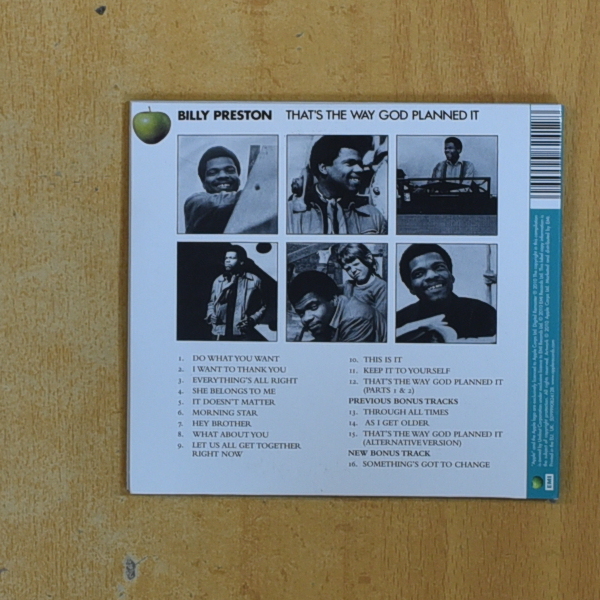 BILLY PRESTON THAT'S THE WAY GOD PLANNED IT
1. DO WHAT YOU WANT
2. I WANT TO THANK YOU
3. EVERYTHING'S ALL RIGHT
4. SHE BELONGS TO ME
5. IT DOESN'T MATTER
6. MORNING STAR
7. HEY BROTHER
8. WHAT ABOUT YOU
9. LET US ALL GET TOGETHER
RIGHT NOW
10. THIS IS IT
11. KEEP IT TO YOURSELF
12. THAT'S THE WAY GOD PLANNED IT
(PARTS 1 & 2)
PREVIOUS BONUS TRACKS
13. THROUGH ALL TIMES
14. AS I GET OLDER
15. THAT'S THE WAY GOD PLANNED IT
(ALTERNATIVE VERSION)
NEW BONUS TRACK
16. SOMETHING'S GOT TO CHANGE
EMI